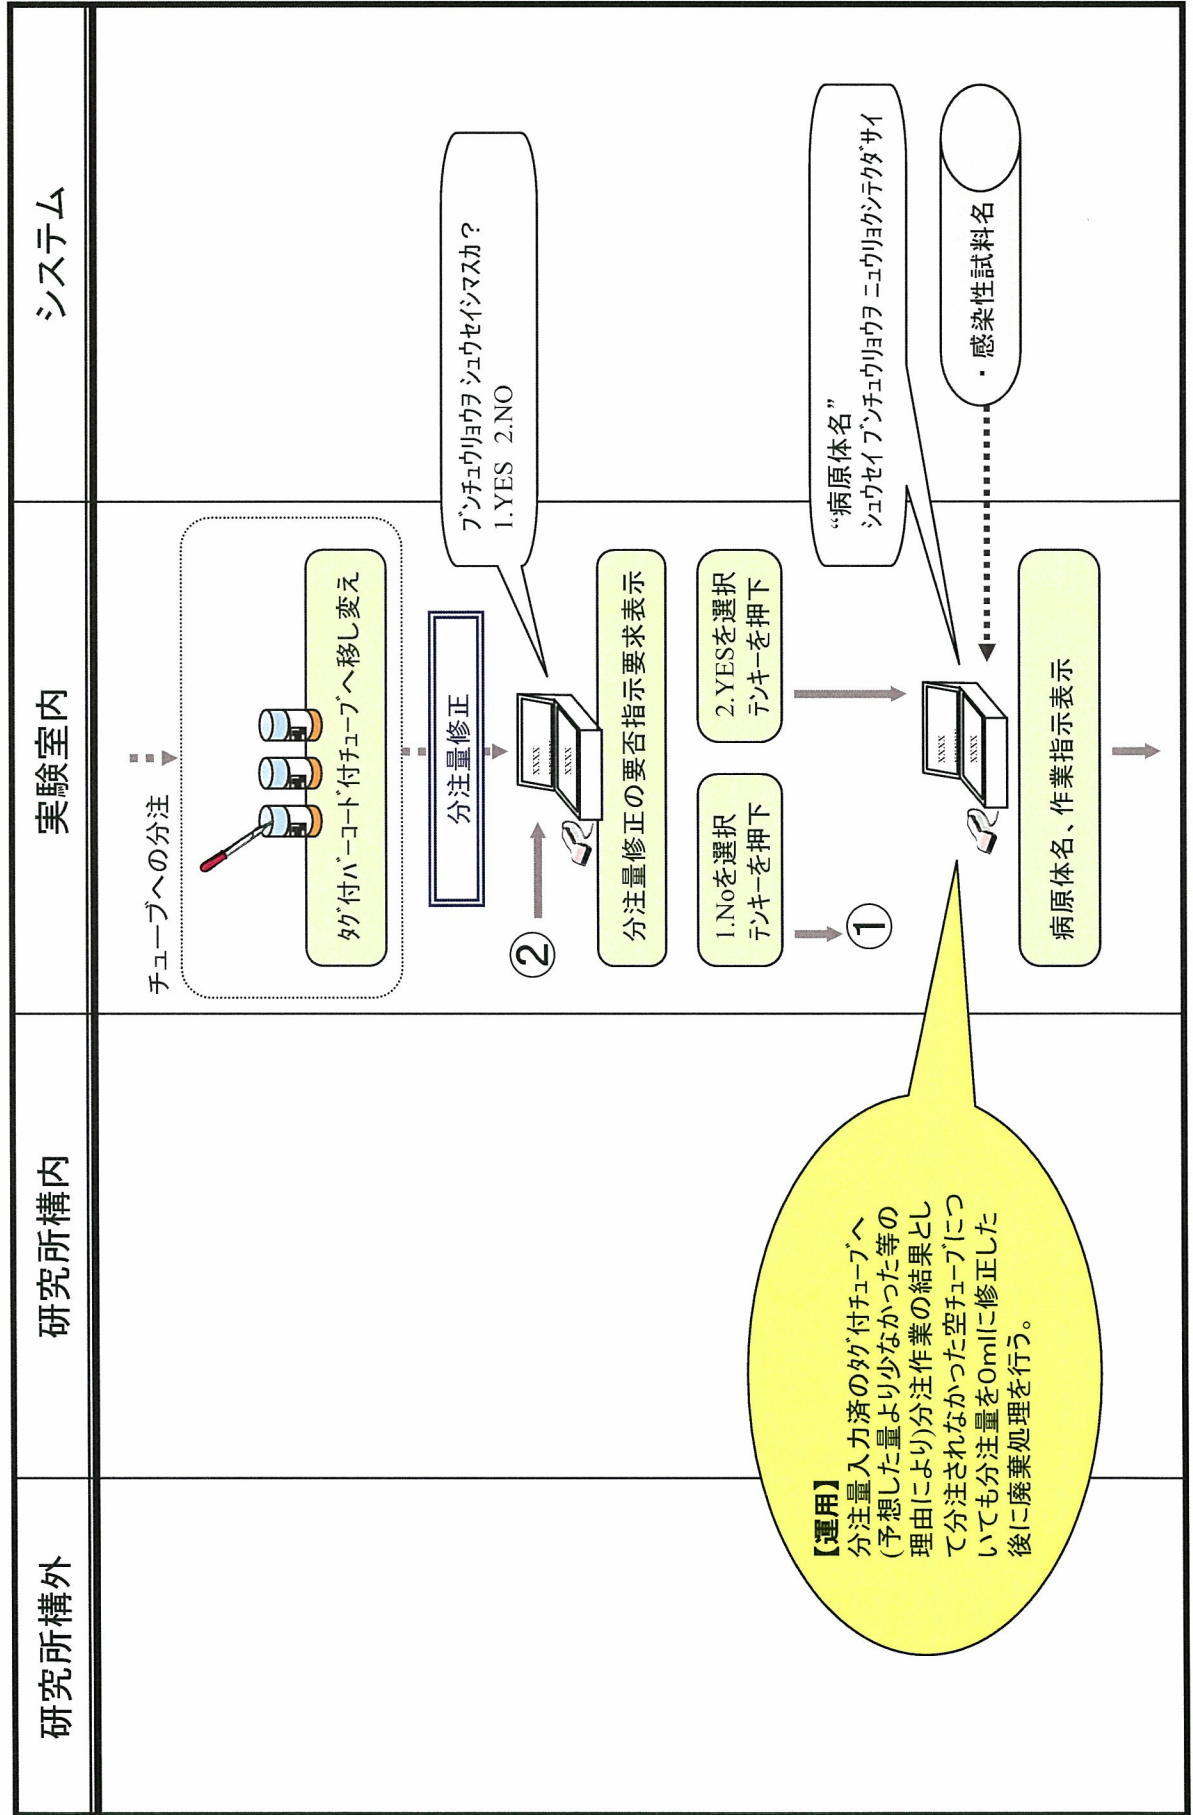 研究所構外
研究所構内
実験室内
システム
チューブへの分注
ﾀｸﾞ付ﾊﾞｰｺｰﾄﾞ付ﾁｭｰﾌﾞへ移し変え
分注量修正
②
ﾌﾞﾝﾁｭｳﾘｮｳｦ ｼｭｳｾｲｼﾏｽｶ？
1.YES 2.NO
XXXX
XXXX
分注量修正の要否指示要求表示
1.Noを選択
ﾃﾝｷｰを押下
2.YESを選択
ﾃﾝｷｰを押下
①
“病原体名”
ｼｭｳｾｲ ﾌﾞﾝﾁｭｳﾘｮｳｦ ﾆｭｳﾘｮｸｼﾃｸﾀﾞｻｲ
XXXX
XXXX
・感染性試料名
病原体名、作業指示表示
【運用】
分注量入力済のﾀｸﾞ付ﾁｭｰﾌﾞへ
(予想した量より少なかった等の
理由により)分注作業の結果とし
て分注されなかった空ﾁｭｰﾌﾞにつ
いても分注量を0mlに修正した
後に廃棄処理を行う。